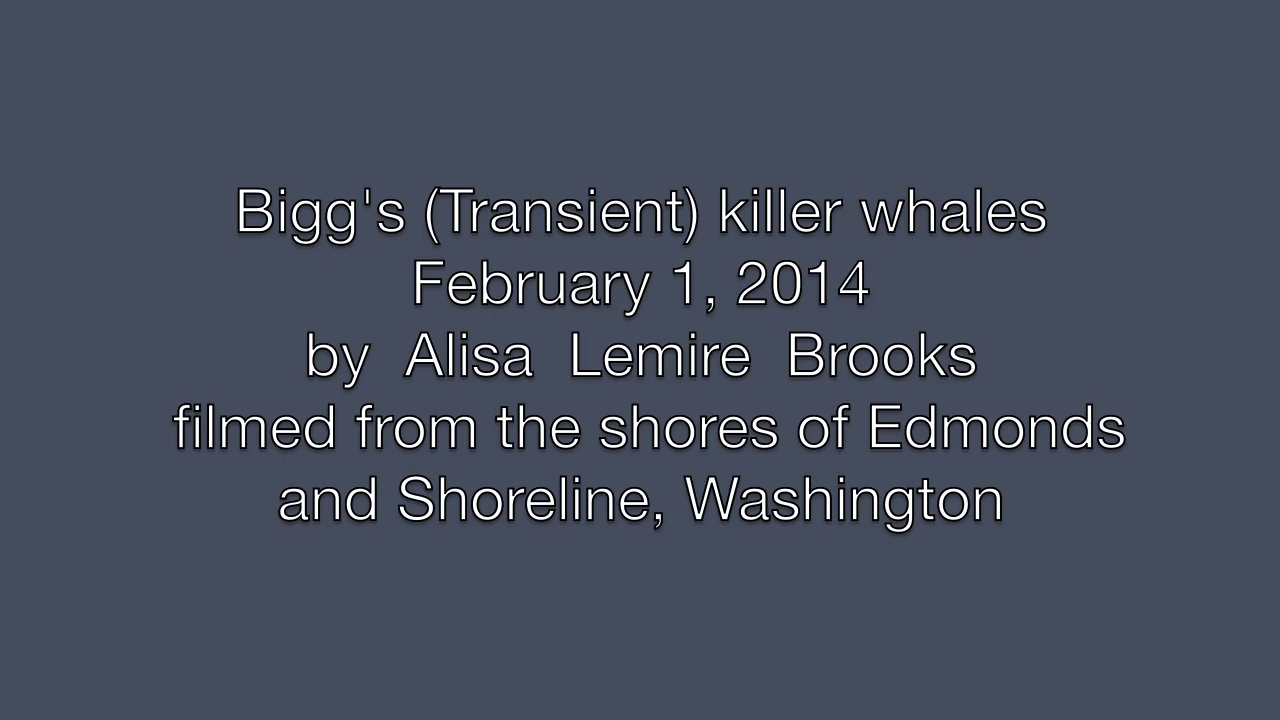 Bigg's (Transient) killer whales
February 1, 2014
by Alisa Lemire Brooks
filmed from the shores of Edmonds
and Shoreline, Washington